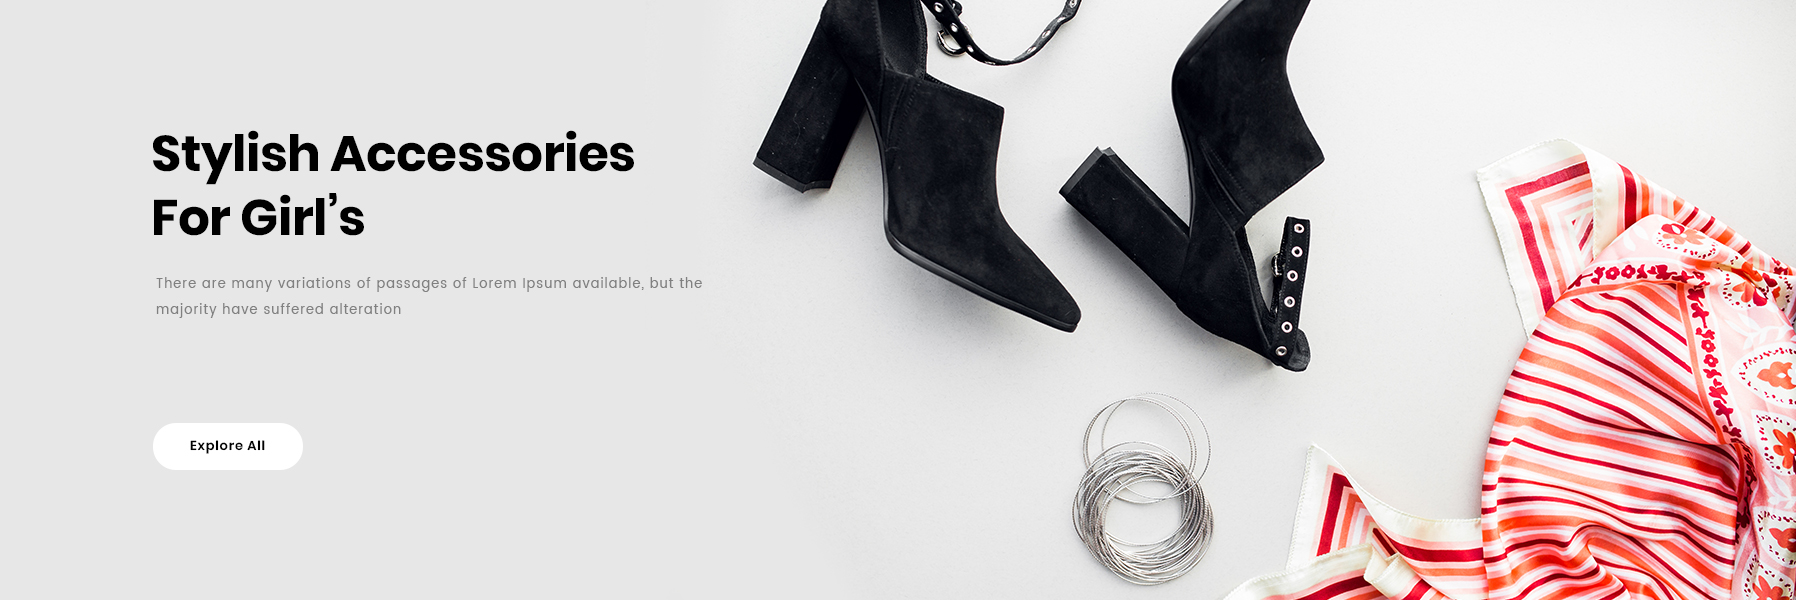 Stylish Accessories
For Girl’s
There are many variations of passages of Lorem Ipsum available, but the
majority have suffered alteration
Explore All